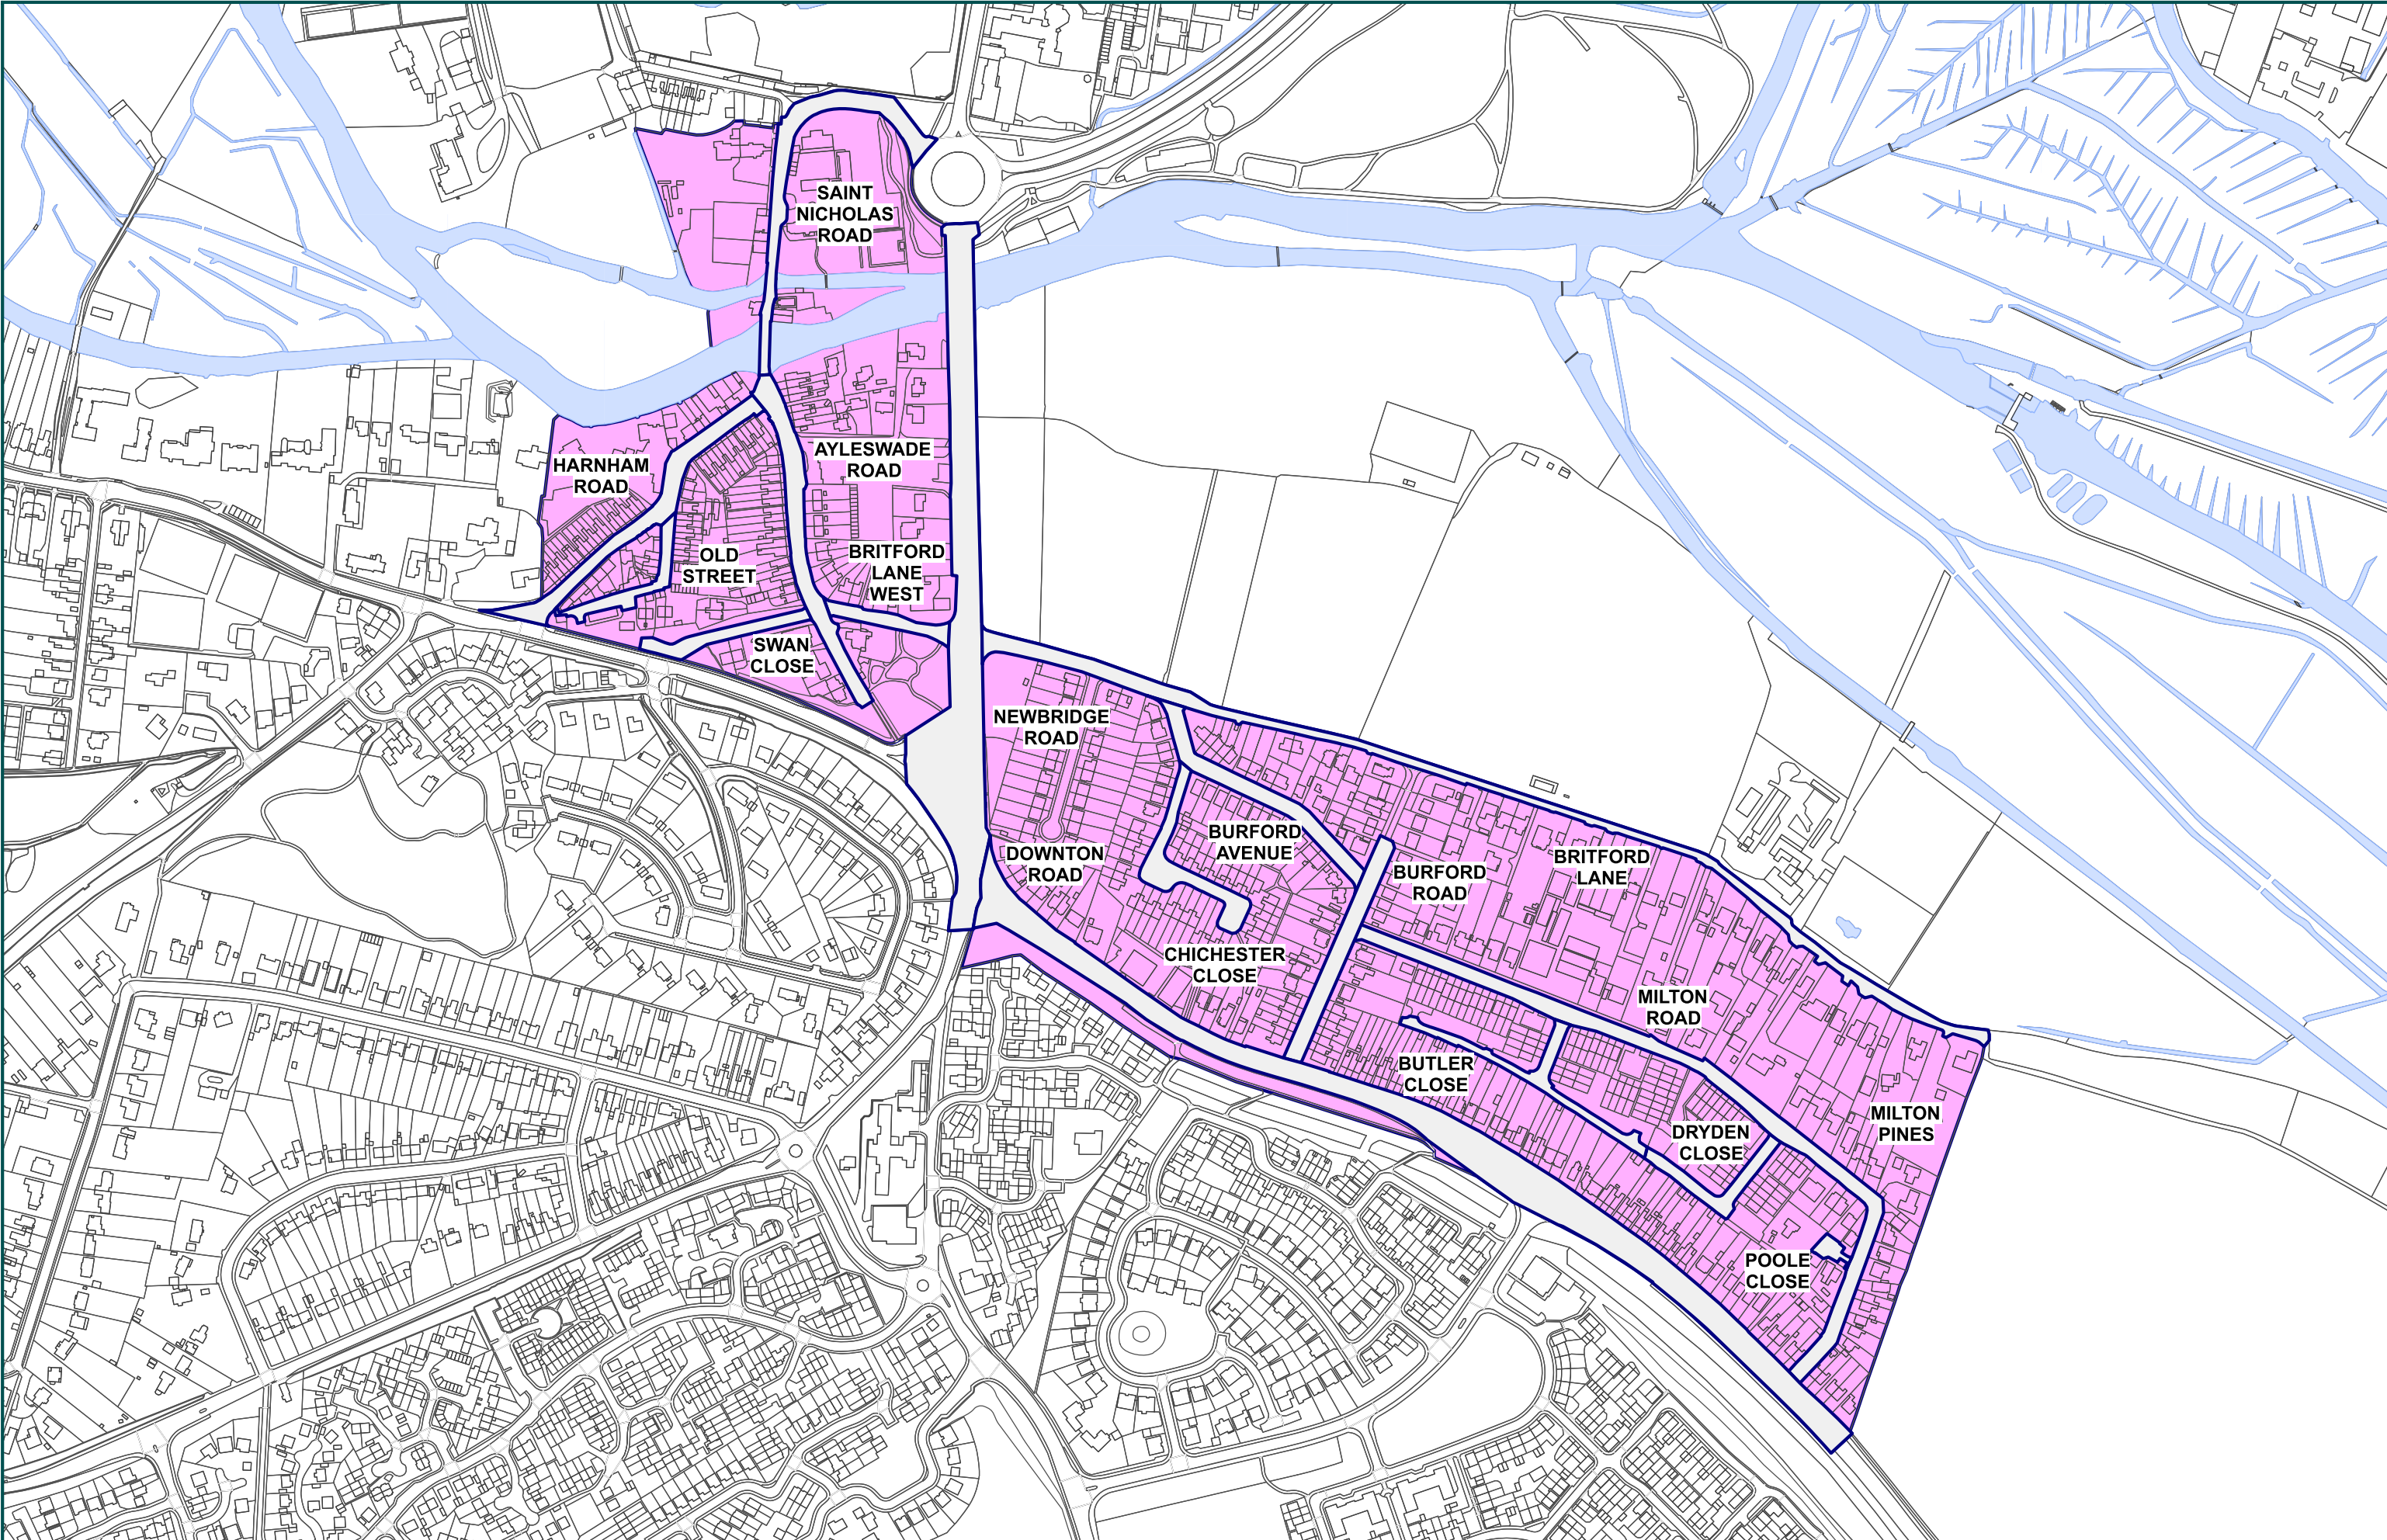 SAINT
NICHOLAS
ROAD
HARNHAM
ROAD
AYLESWADE
ROAD
OLD
STREET
BRITFORD
LANE
WEST
SWAN
CLOSE
NEWBRIDGE
ROAD
DOWNTON
ROAD
BURFORD
AVENUE
BURFORD
ROAD
BRITFORD
LANE
CHICHESTER
CLOSE
MILTON
ROAD
BUTLER
CLOSE
DRYDEN
CLOSE
MILTON
PINES
POOLE
CLOSE